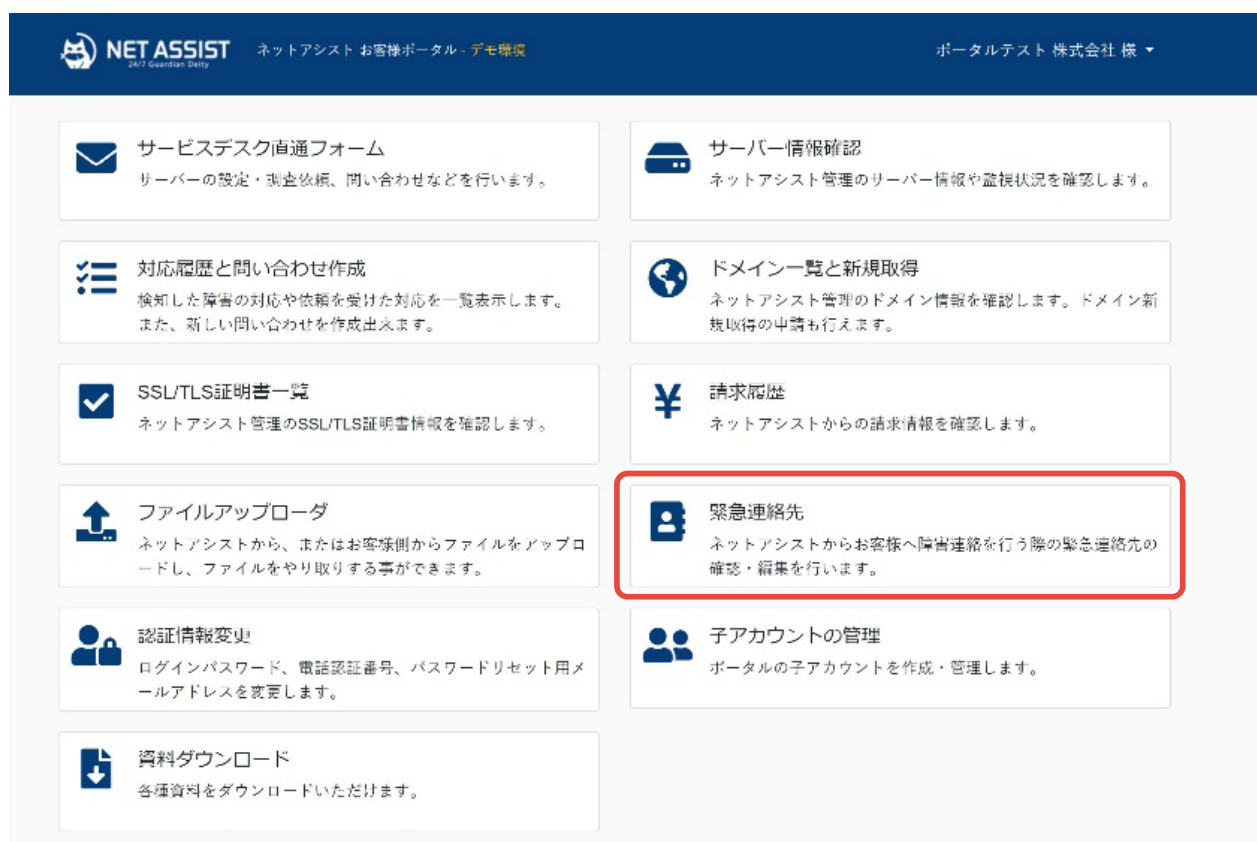 NET ASSIST
24/7 Guardian Deity
ネットアシスト お客様ポータル - デモ環境
ポータルテスト 株式会社 様
サービスデスク直通フォーム
サーバーの設定・調査依頼、問い合わせなどを行います。
サーバー情報確認
ネットアシスト管理のサーバー情報や監視状況を確認します。
対応履歴と問い合わせ作成
検知した障害の対応や依頼を受けた対応を一覧表示します。
また、新しい問い合わせを作成出来ます。
ドメイン一覧と新規取得
ネットアシスト管理のドメイン情報を確認します。ドメイン新
規取得の申請も行えます。
SSL/TLS証明書一覧
ネットアシスト管理のSSL/TLS証明書情報を確認します。
請求履歴
ネットアシストからの請求情報を確認します。
ファイルアップローダ
ネットアシストから、またはお客様側からファイルをアップロ
ードし、ファイルをやり取りする事ができます。
緊急連絡先
ネットアシストからお客様へ障害連絡を行う際の緊急連絡先の
確認・編集を行います。
認証情報変更
ログインパスワード、電話認証番号、パスワードリセット用メ
ールアドレスを変更します。
子アカウントの管理
ポータルの子アカウントを作成・管理します。
資料ダウンロード
各種資料をダウンロードいただけます。